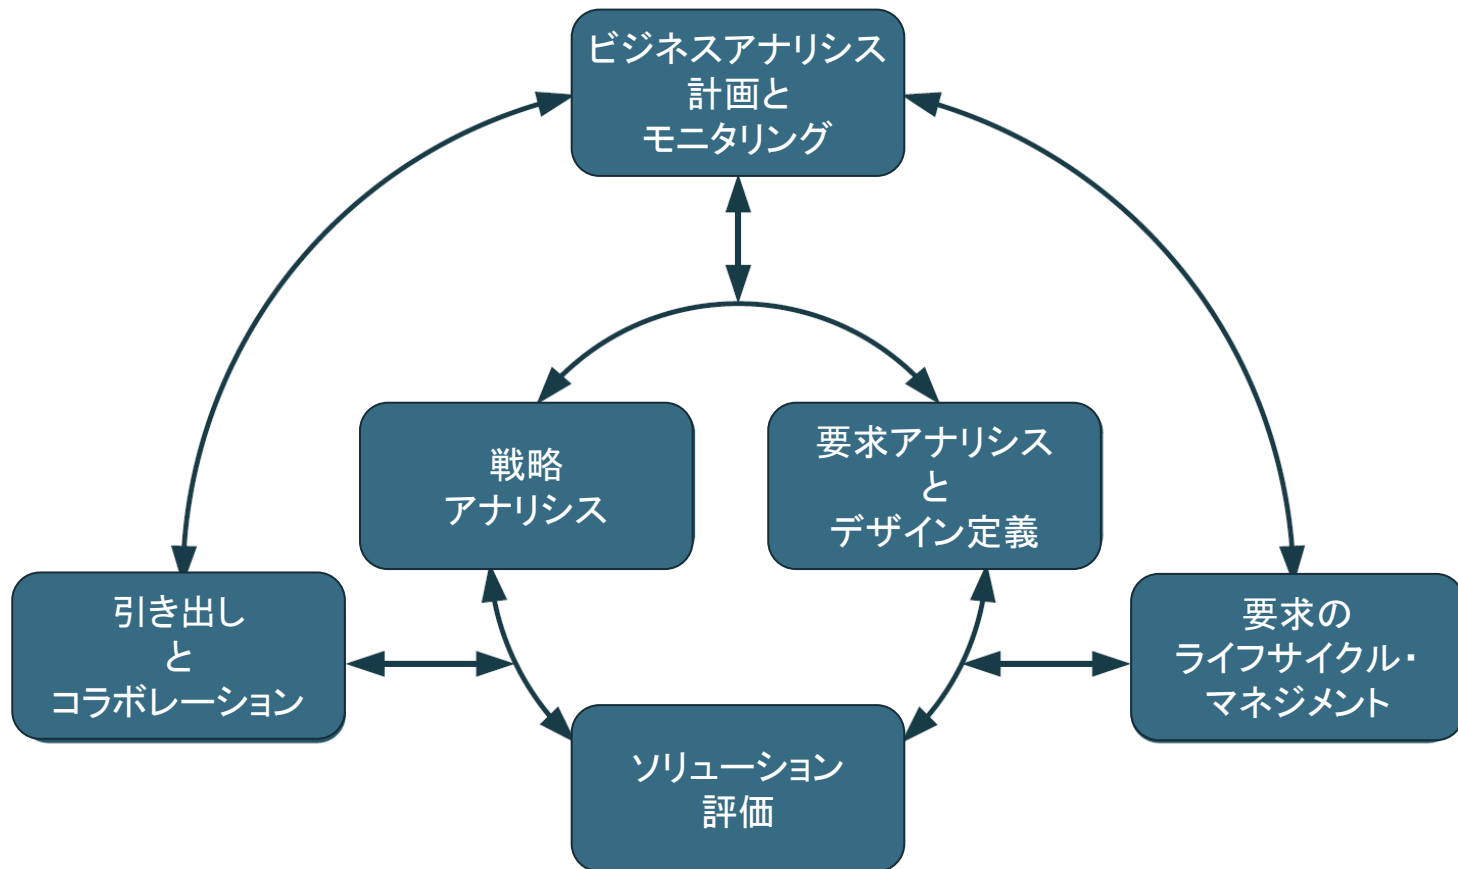 ビジネスアナリシス
計画と
モニタリング
戦略
アナリシス
要求アナリシス
と
デザイン定義
引き出し
と
コラボレーション
要求の
ライフサイクル・
マネジメント
ソリューション
評価